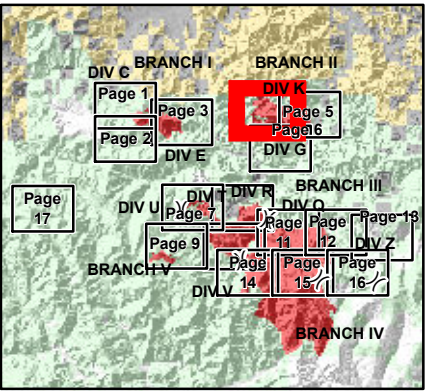 BRANCH I
BRANCH II
DIV C
DIV K
Page 1
Page 3
Page 5
Page 2
Page 6
DIV E
DIV G
BRANCH III
DIV R
Page
17
DIV U
Page 7
DIV O
Page 13
Page
11
Page
12
Page 9
DIV Z
BRANCH V
Page
14
Page
15
Page
16
DIV V
BRANCH IV